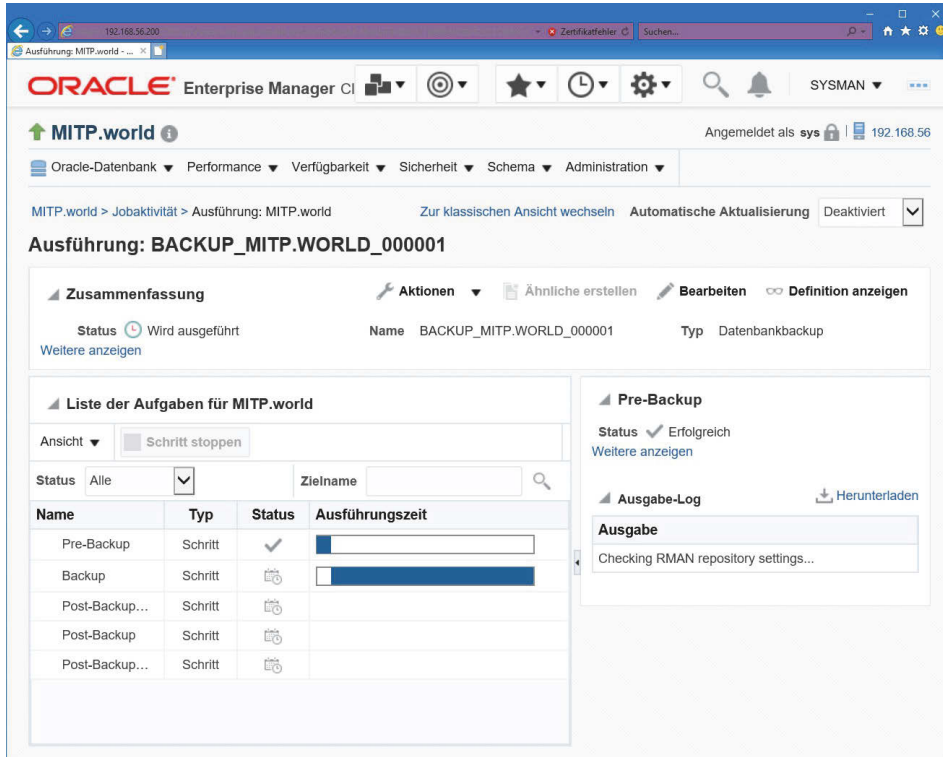 192.168.56.200
Zertifikatfehler
Suchen...
Ausführung: MITP.world - ...
ORACLE Enterprise Manager Cl
SYSMAN
MITP.world
Angemeldet als sys 192.168.56
Oracle-Datenbank Performance Verfügbarkeit Sicherheit Schema Administration
MITP.world > Jobaktivität > Ausführung: MITP.world Zur klassischen Ansicht wechseln Automatische Aktualisierung Deaktiviert
Ausführung: BACKUP_MITP.WORLD_000001
Zusammenfassung Aktionen Ähnliche erstellen Bearbeiten Definition anzeigen
Status Wird ausgeführt Name BACKUP_MITP.WORLD_000001 Typ Datenbankbackup
Weitere anzeigen
Liste der Aufgaben für MITP.world
Ansicht Schritt stoppen
Status Alle Zielname
Name Typ Status Ausführungszeit
Pre-Backup Schritt
Backup Schritt
Post-Backup... Schritt
Post-Backup Schritt
Post-Backup... Schritt
Pre-Backup
Status Erfolgreich
Weitere anzeigen
Ausgabe-Log Herunterladen
Ausgabe
Checking RMAN repository settings...